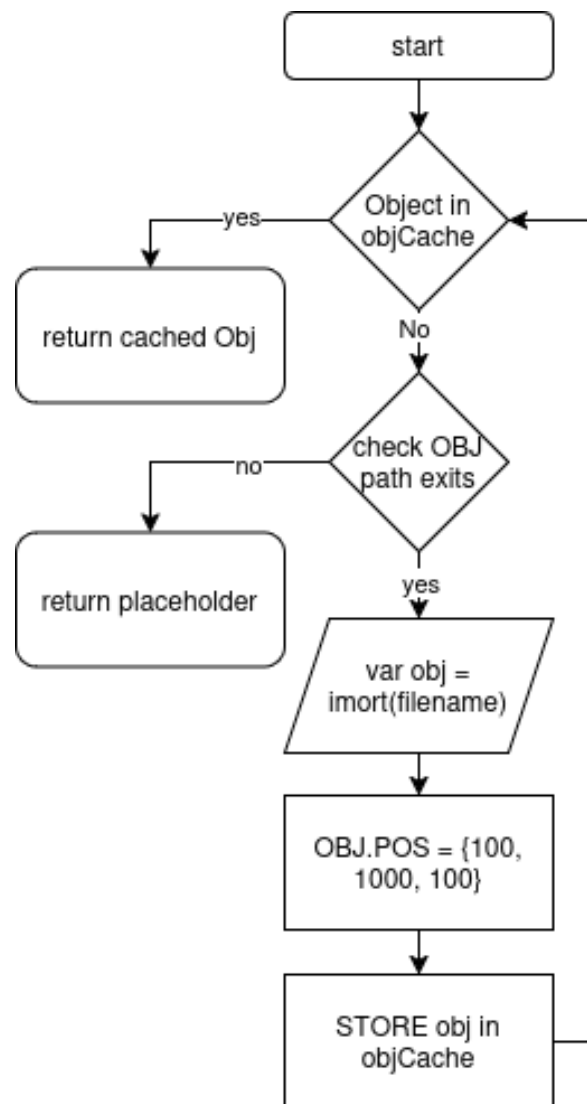 start
Object in
objCache
yes
return cached Obj
No
check OBJ
path exits
no
return placeholder
yes
var obj =
imort(filename)
OBJ.POS = {100,
1000, 100}
STORE obj in
objCache